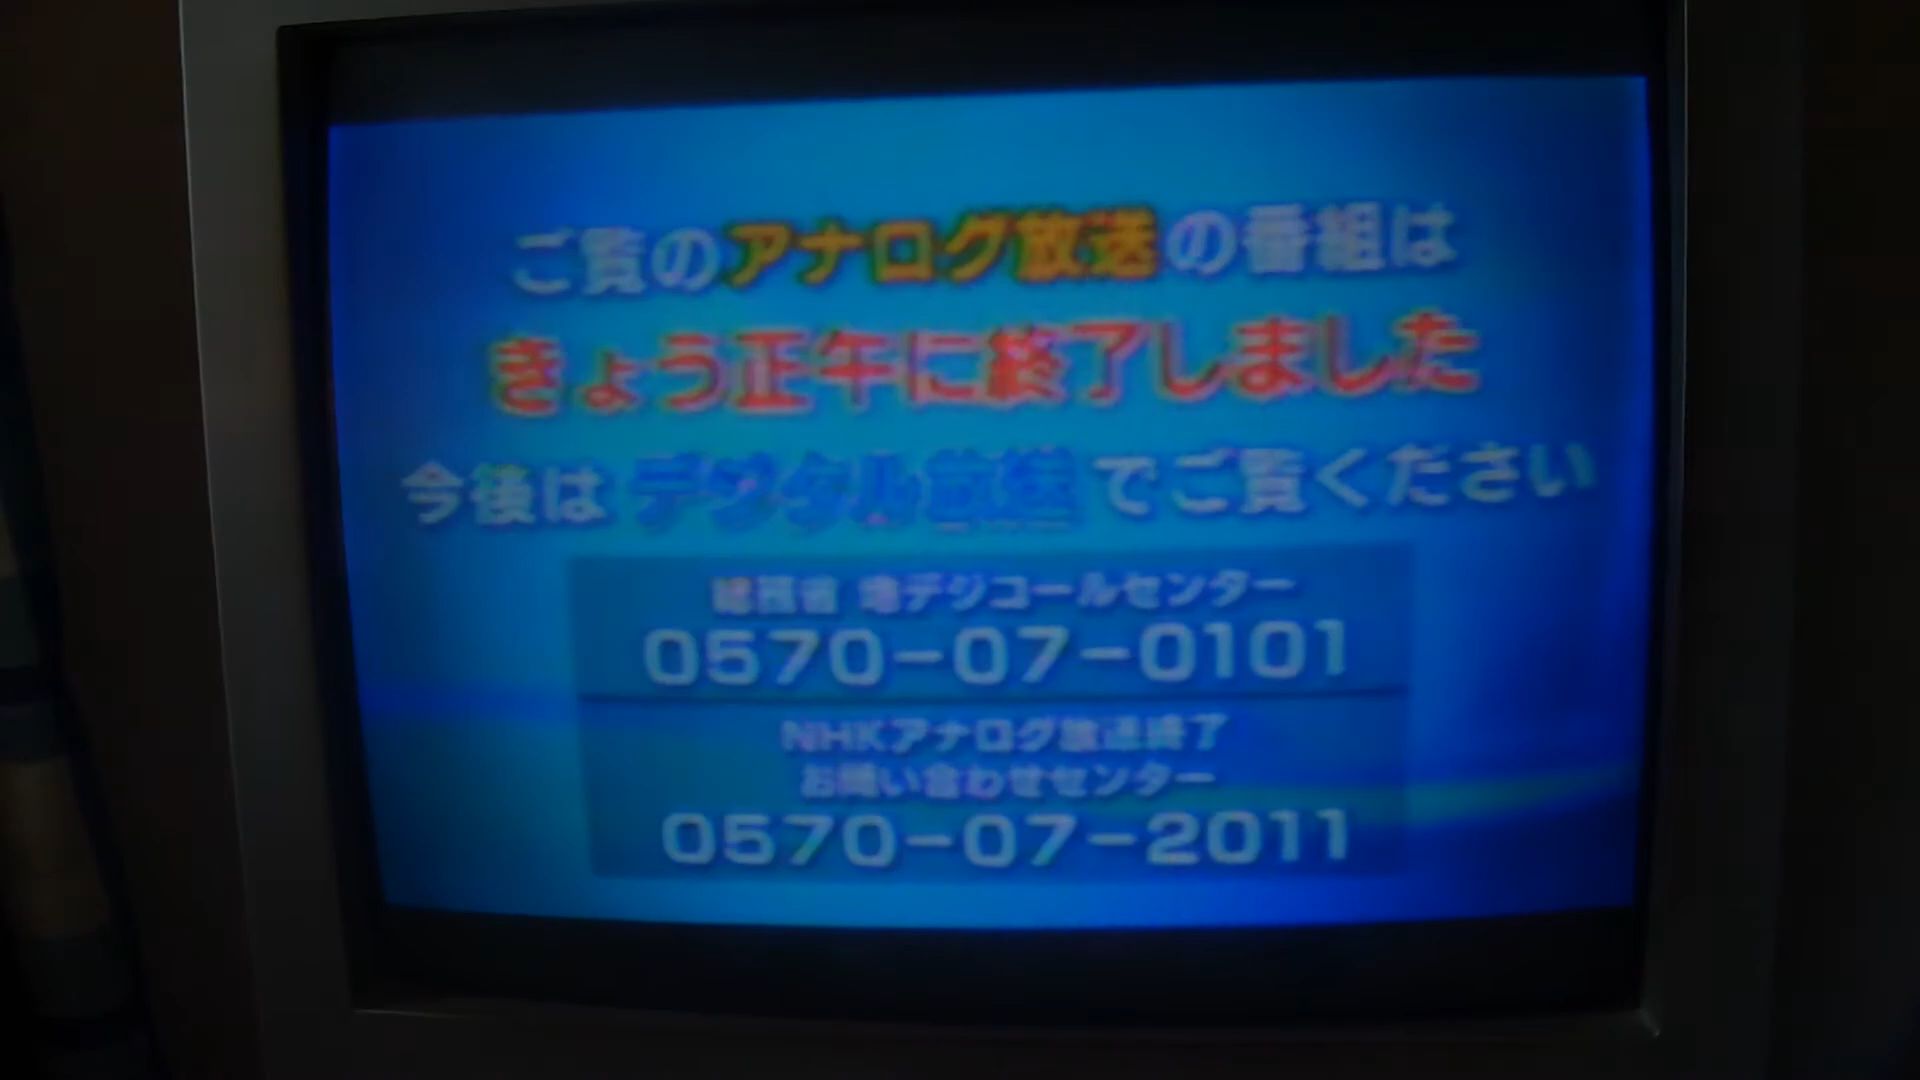 ご覧のアナログ放送の番組は
きょう正午に終了しました
今後は デジタル放送 でご覧ください
総務省 地デジコールセンター
0570-07-0101
NHKアナログ放送終了
お問い合わせセンター
0570-07-2011